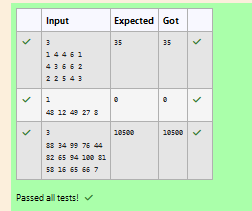 Input Expected Got
3 35 35
1 4 4 6 1
4 3 6 6 2
2 2 5 4 3
1 0 0
48 12 49 27 8
3 10500 10500
88 34 99 76 44
82 65 94 100 81
58 16 65 66 7
Passed all tests!